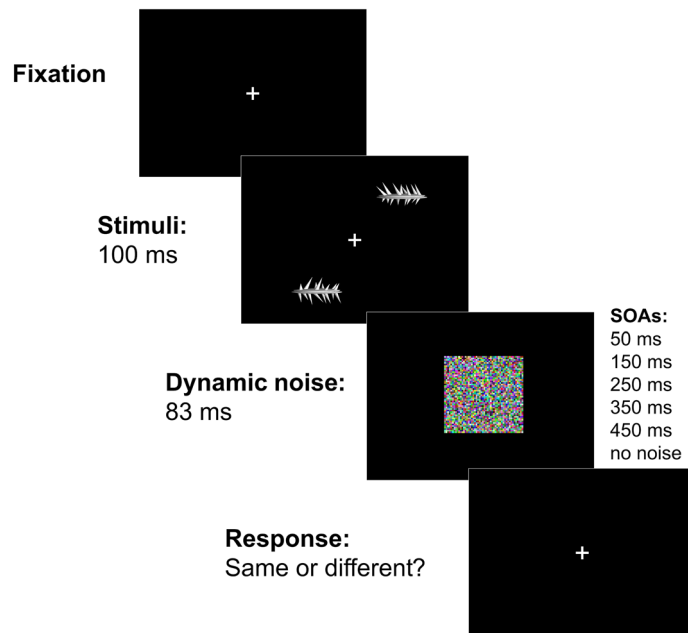 Fixation
Stimuli:
100 ms
Dynamic noise:
83 ms
SOAs:
50 ms
150 ms
250 ms
350 ms
450 ms
no noise
Response:
Same or different?